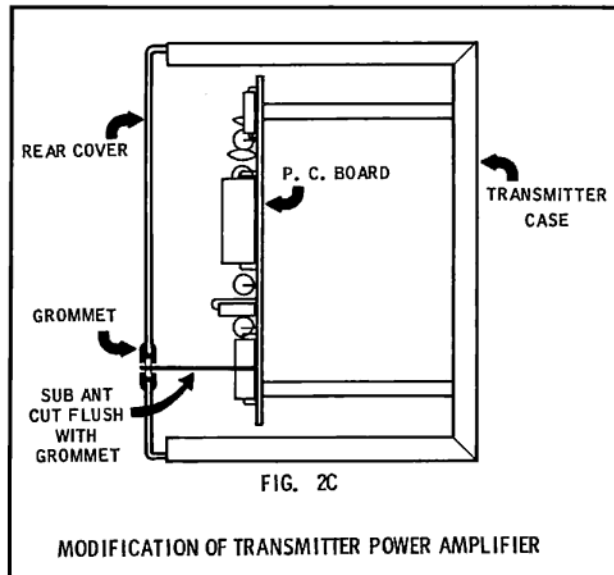 REAR COVER
P. C. BOARD
TRANSMITTER
CASE
GROMMET
SUB ANT
CUT FLUSH
WITH
GROMMET
FIG. 2C
MODIFICATION OF TRANSMITTER POWER AMPLIFIER